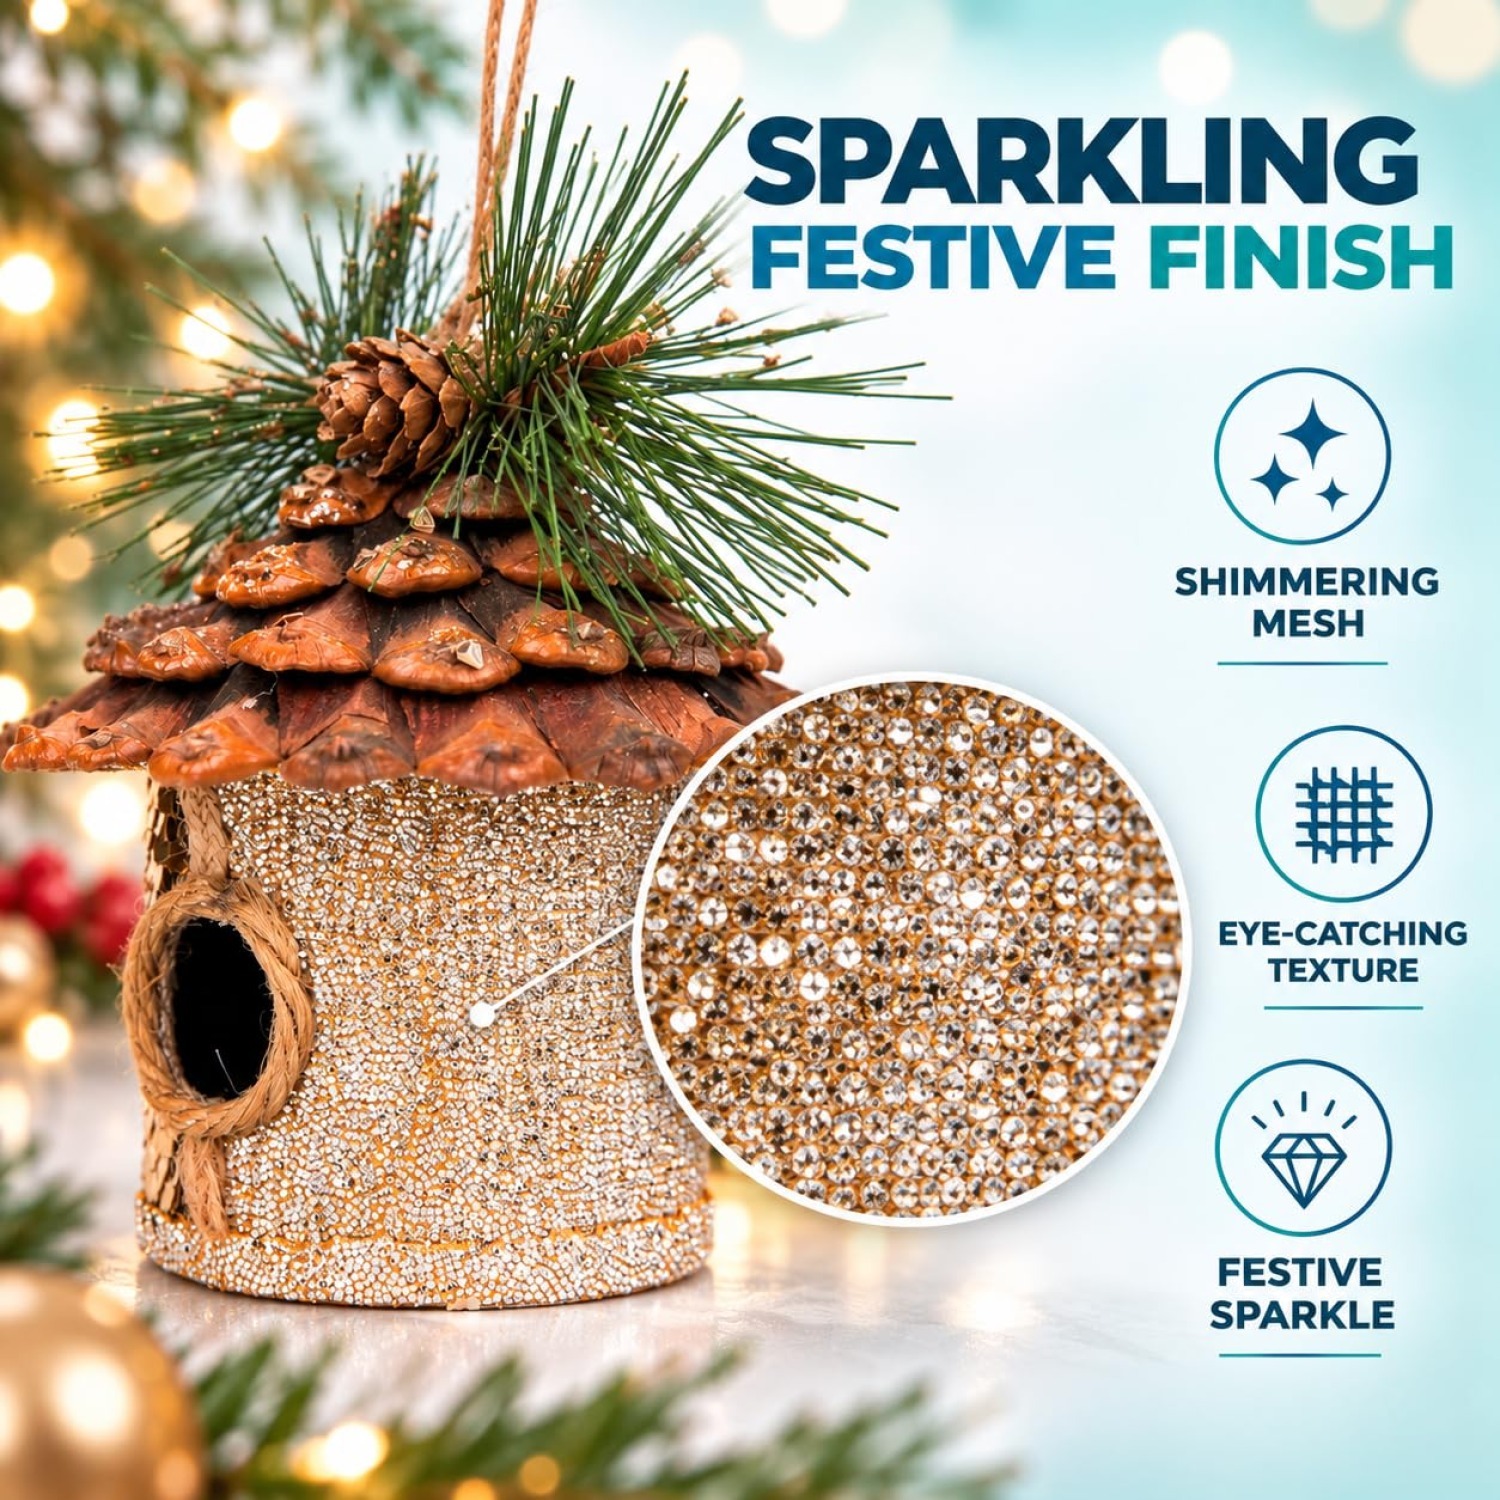 SPARKLING
FESTIVE FINISH
SHIMMERING
MESH
EYE-CATCHING
TEXTURE
FESTIVE
SPARKLE